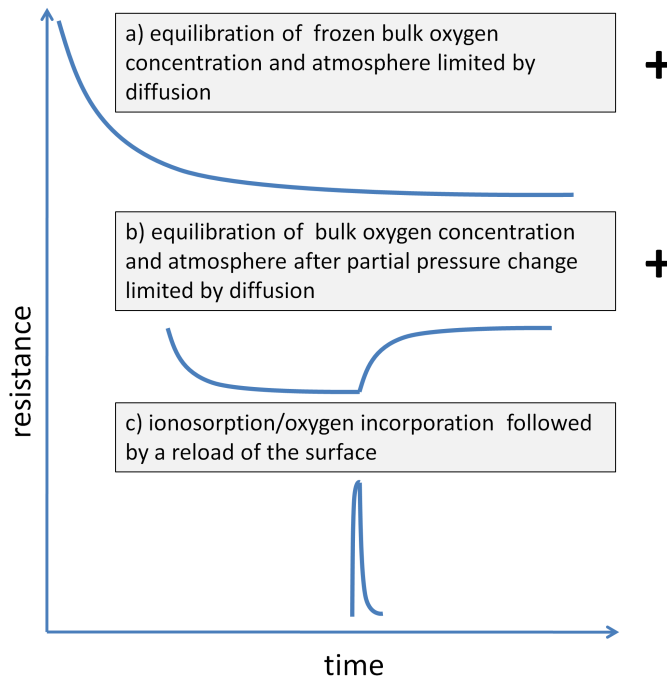 a) equilibration of frozen bulk oxygen
concentration and atmosphere limited by
diffusion
+
b) equilibration of bulk oxygen concentration
and atmosphere after partial pressure change
limited by diffusion
+
c) ionosorption/oxygen incorporation followed
by a reload of the surface
resistance
time